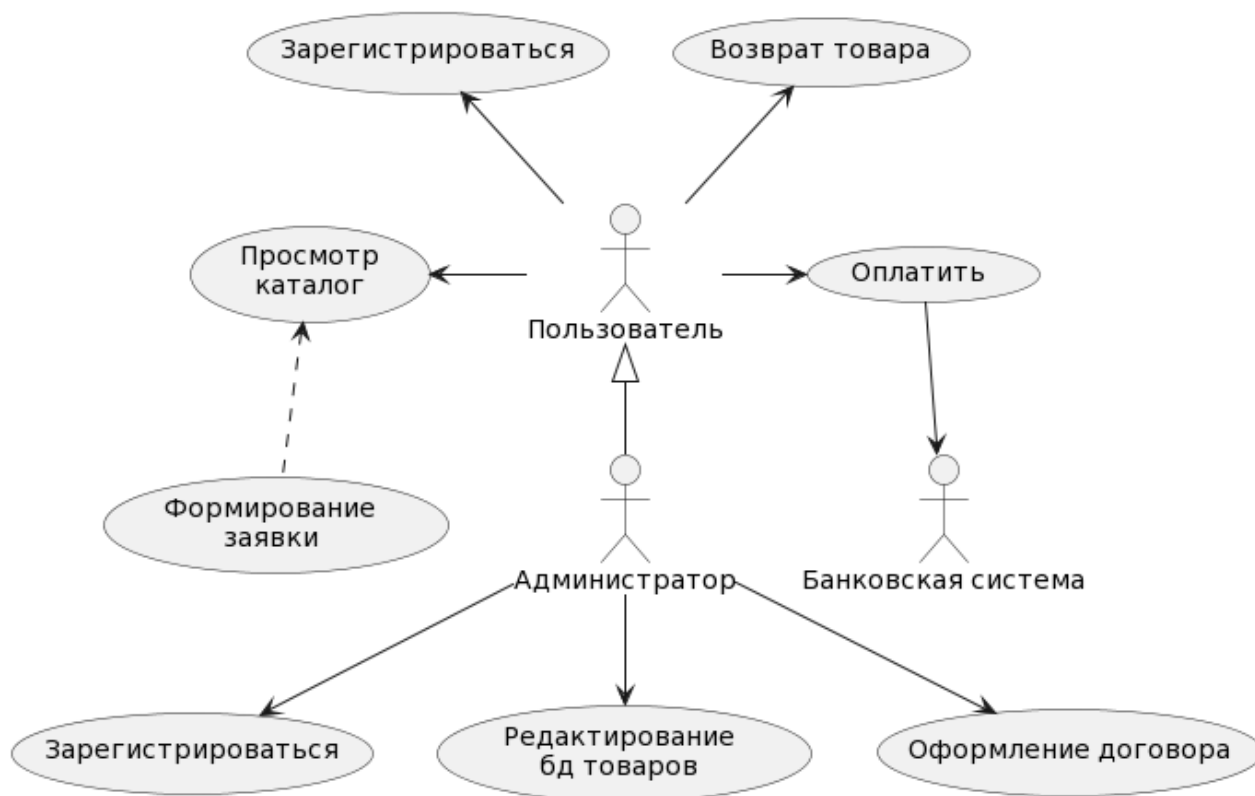 Зарегистрироваться
Возврат товара
Просмотр
каталог
Оплатить
Пользователь
Формирование
заявки
Администратор
Банковская система
Зарегистрироваться
Редактирование
бд товаров
Оформление договора